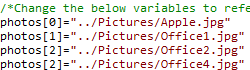 /*Change the below variables to refe
photos[0]="../Pictures/Apple.jpg"
photos[1]="../Pictures/Office1.jpg"
photos[2]="../Pictures/Office2.jpg"
photos[2]="../Pictures/Office4.jpg"